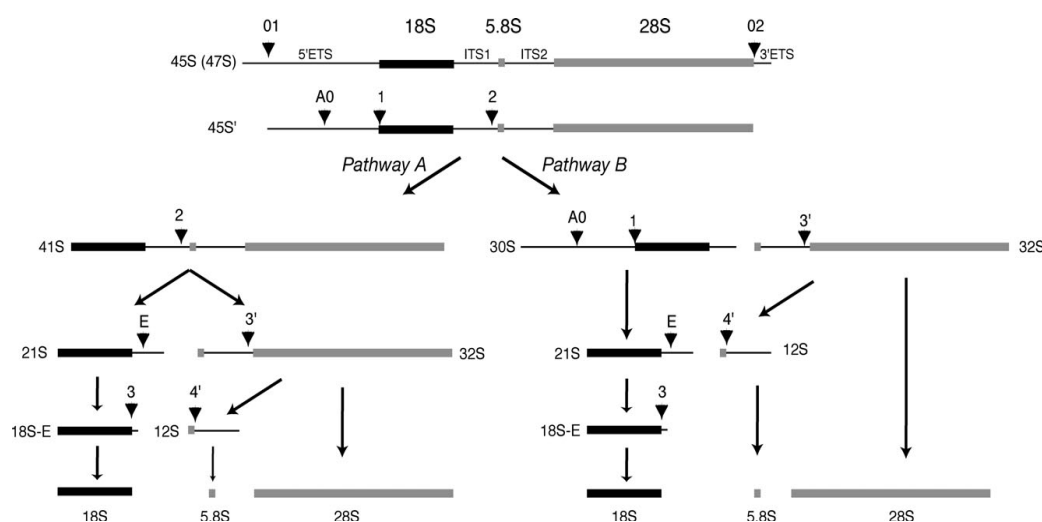 18S 5.8S 28S
01 02
5'ETS ITS1 ITS2 3'ETS
45S (47S)
A0 1 2
45S'
Pathway A Pathway B
2 A0 1 3'
41S 30S 32S
E 3' E 4'
21S 32S 21S 12S
3 4' 3
18S-E 12S 18S-E
18S 5.8S 28S 18S 5.8S 28S